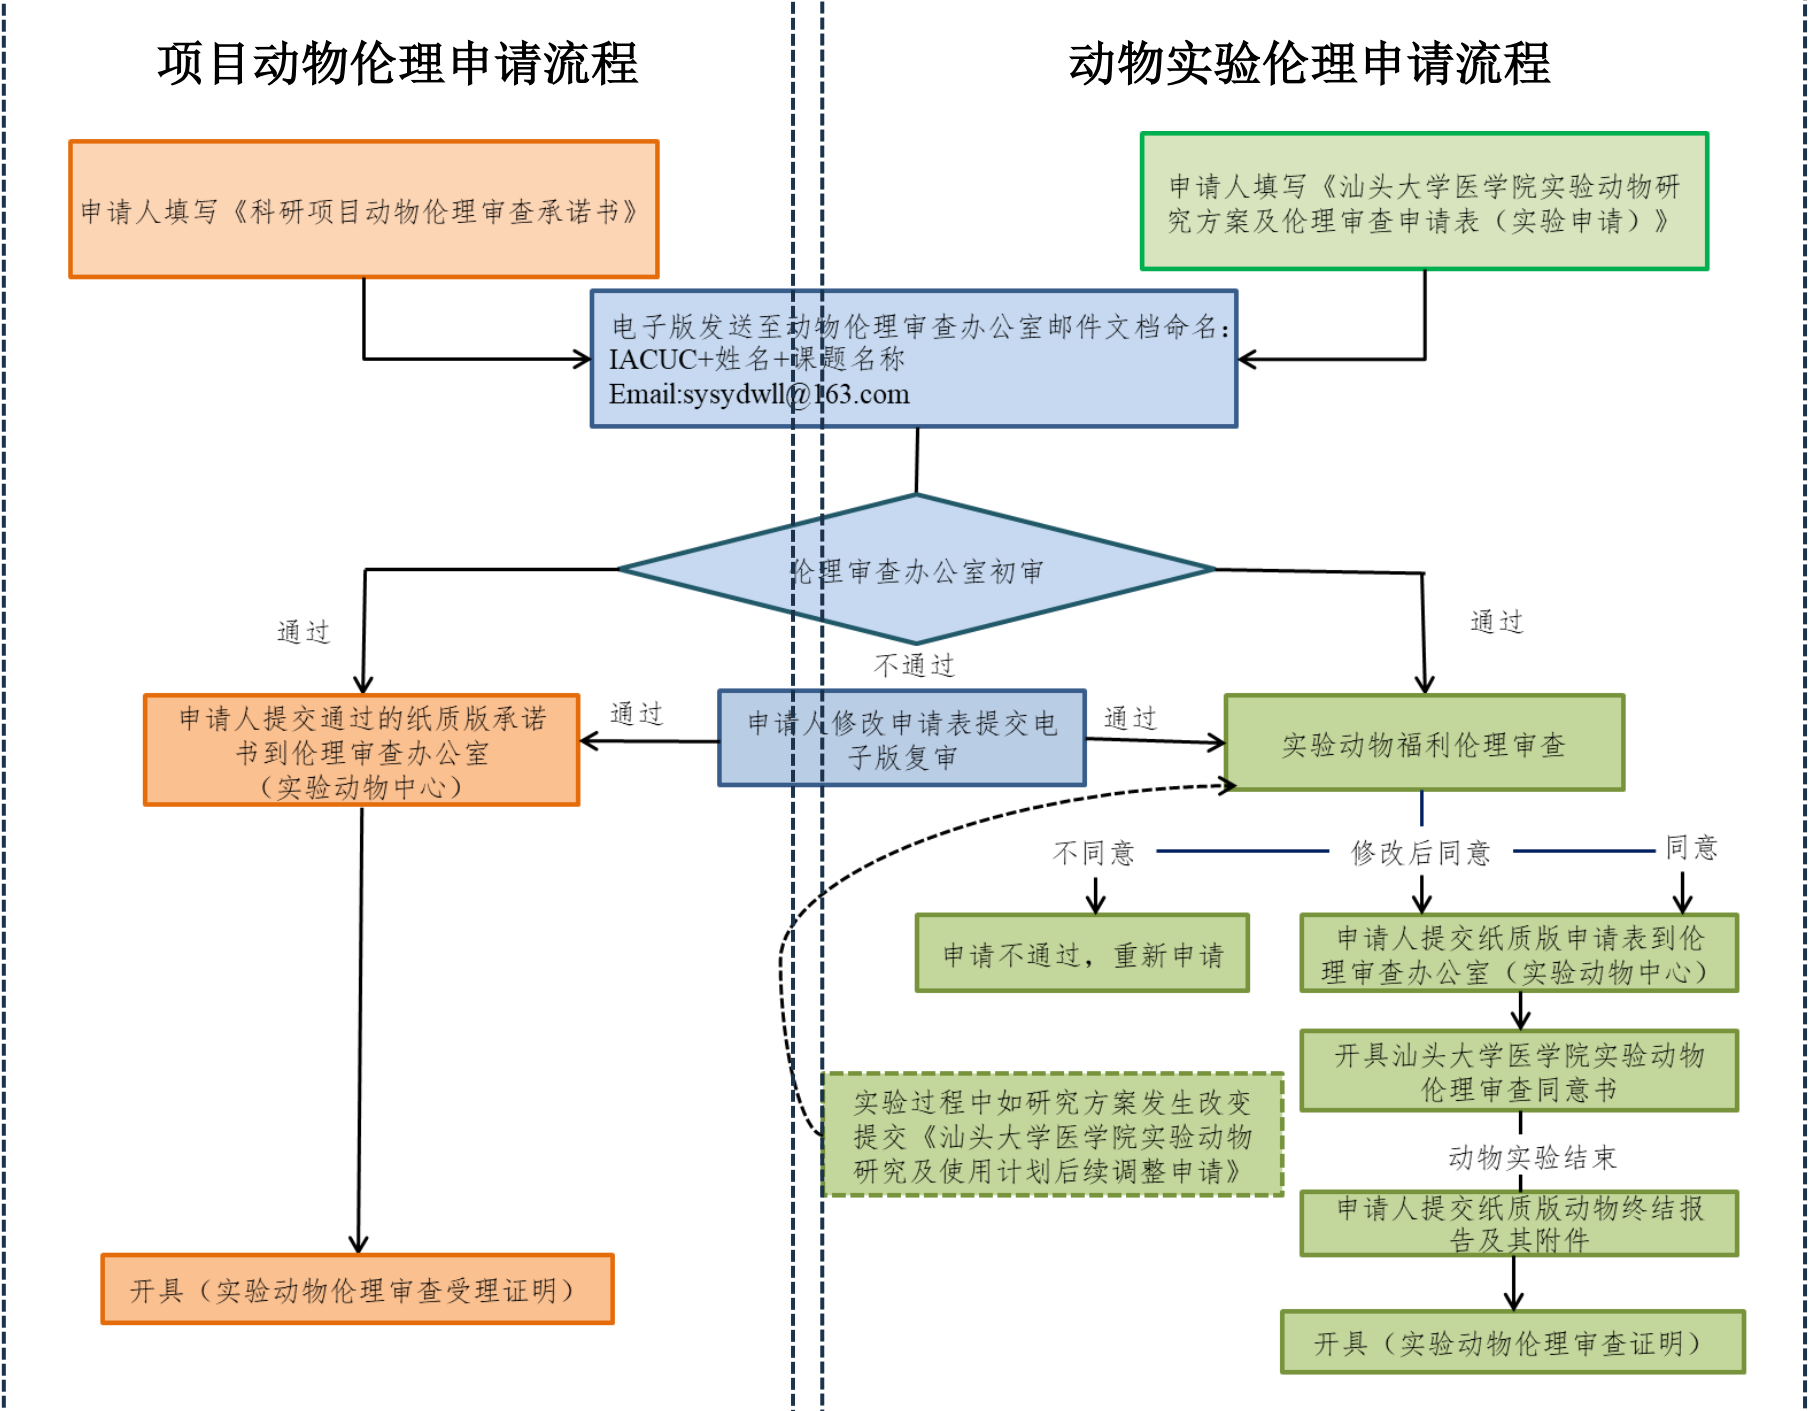 项目动物伦理申请流程
动物实验伦理申请流程
申请人填写《科研项目动物伦理审查承诺书》
申请人填写《汕头大学医学院实验动物研
究方案及伦理审查申请表（实验申请）》
电子版发送至动物伦理审查办公室邮件文档命名：
IACUC+姓名+课题名称
Email:sysydwll@163.com
伦理审查办公室初审
通过
通过
不通过
申请人提交通过的纸质版承诺
书到伦理审查办公室
（实验动物中心）
通过
申请人修改申请表提交电
子版复审
通过
实验动物福利伦理审查
不同意
修改后同意
同意
申请不通过，重新申请
申请人提交纸质版申请表到伦
理审查办公室（实验动物中心）
开具汕头大学医学院实验动物
伦理审查同意书
实验过程中如研究方案发生改变
提交《汕头大学医学院实验动物
研究及使用计划后续调整申请》
动物实验结束
申请人提交纸质版动物终结报
告及其附件
开具（实验动物伦理审查受理证明）
开具（实验动物伦理审查证明）